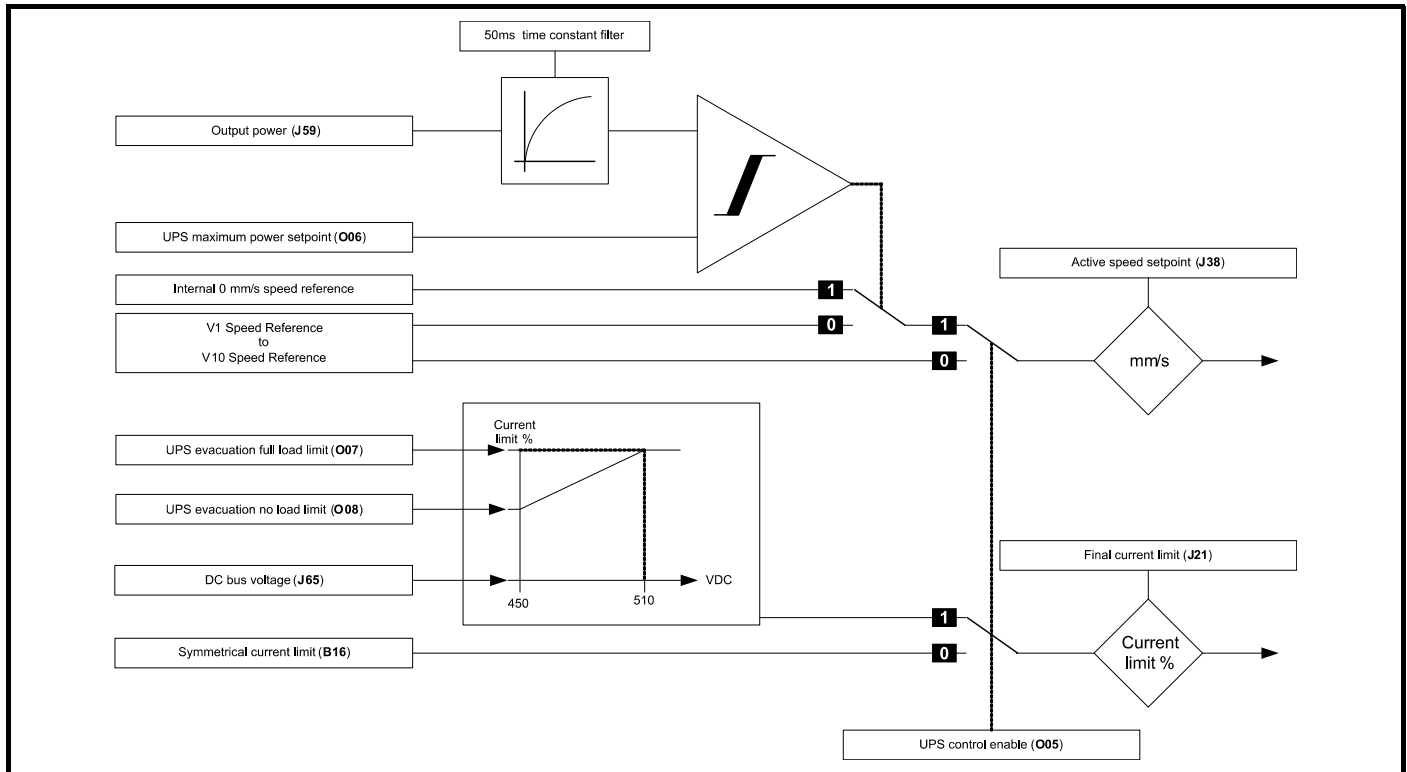 50ms time constant filter
Output power (J59)
UPS maximum power setpoint (O06)
Internal 0 mm/s speed reference
V1 Speed Reference
to
V10 Speed Reference
1
0
1
0
Active speed setpoint (J38)
mm/s
UPS evacuation full load limit (O07)
UPS evacuation no load limit (O08)
DC bus voltage (J65)
Symmetrical current limit (B16)
Current
limit %
VDC
450
510
1
0
Final current limit (J21)
Current
limit %
UPS control enable (O05)